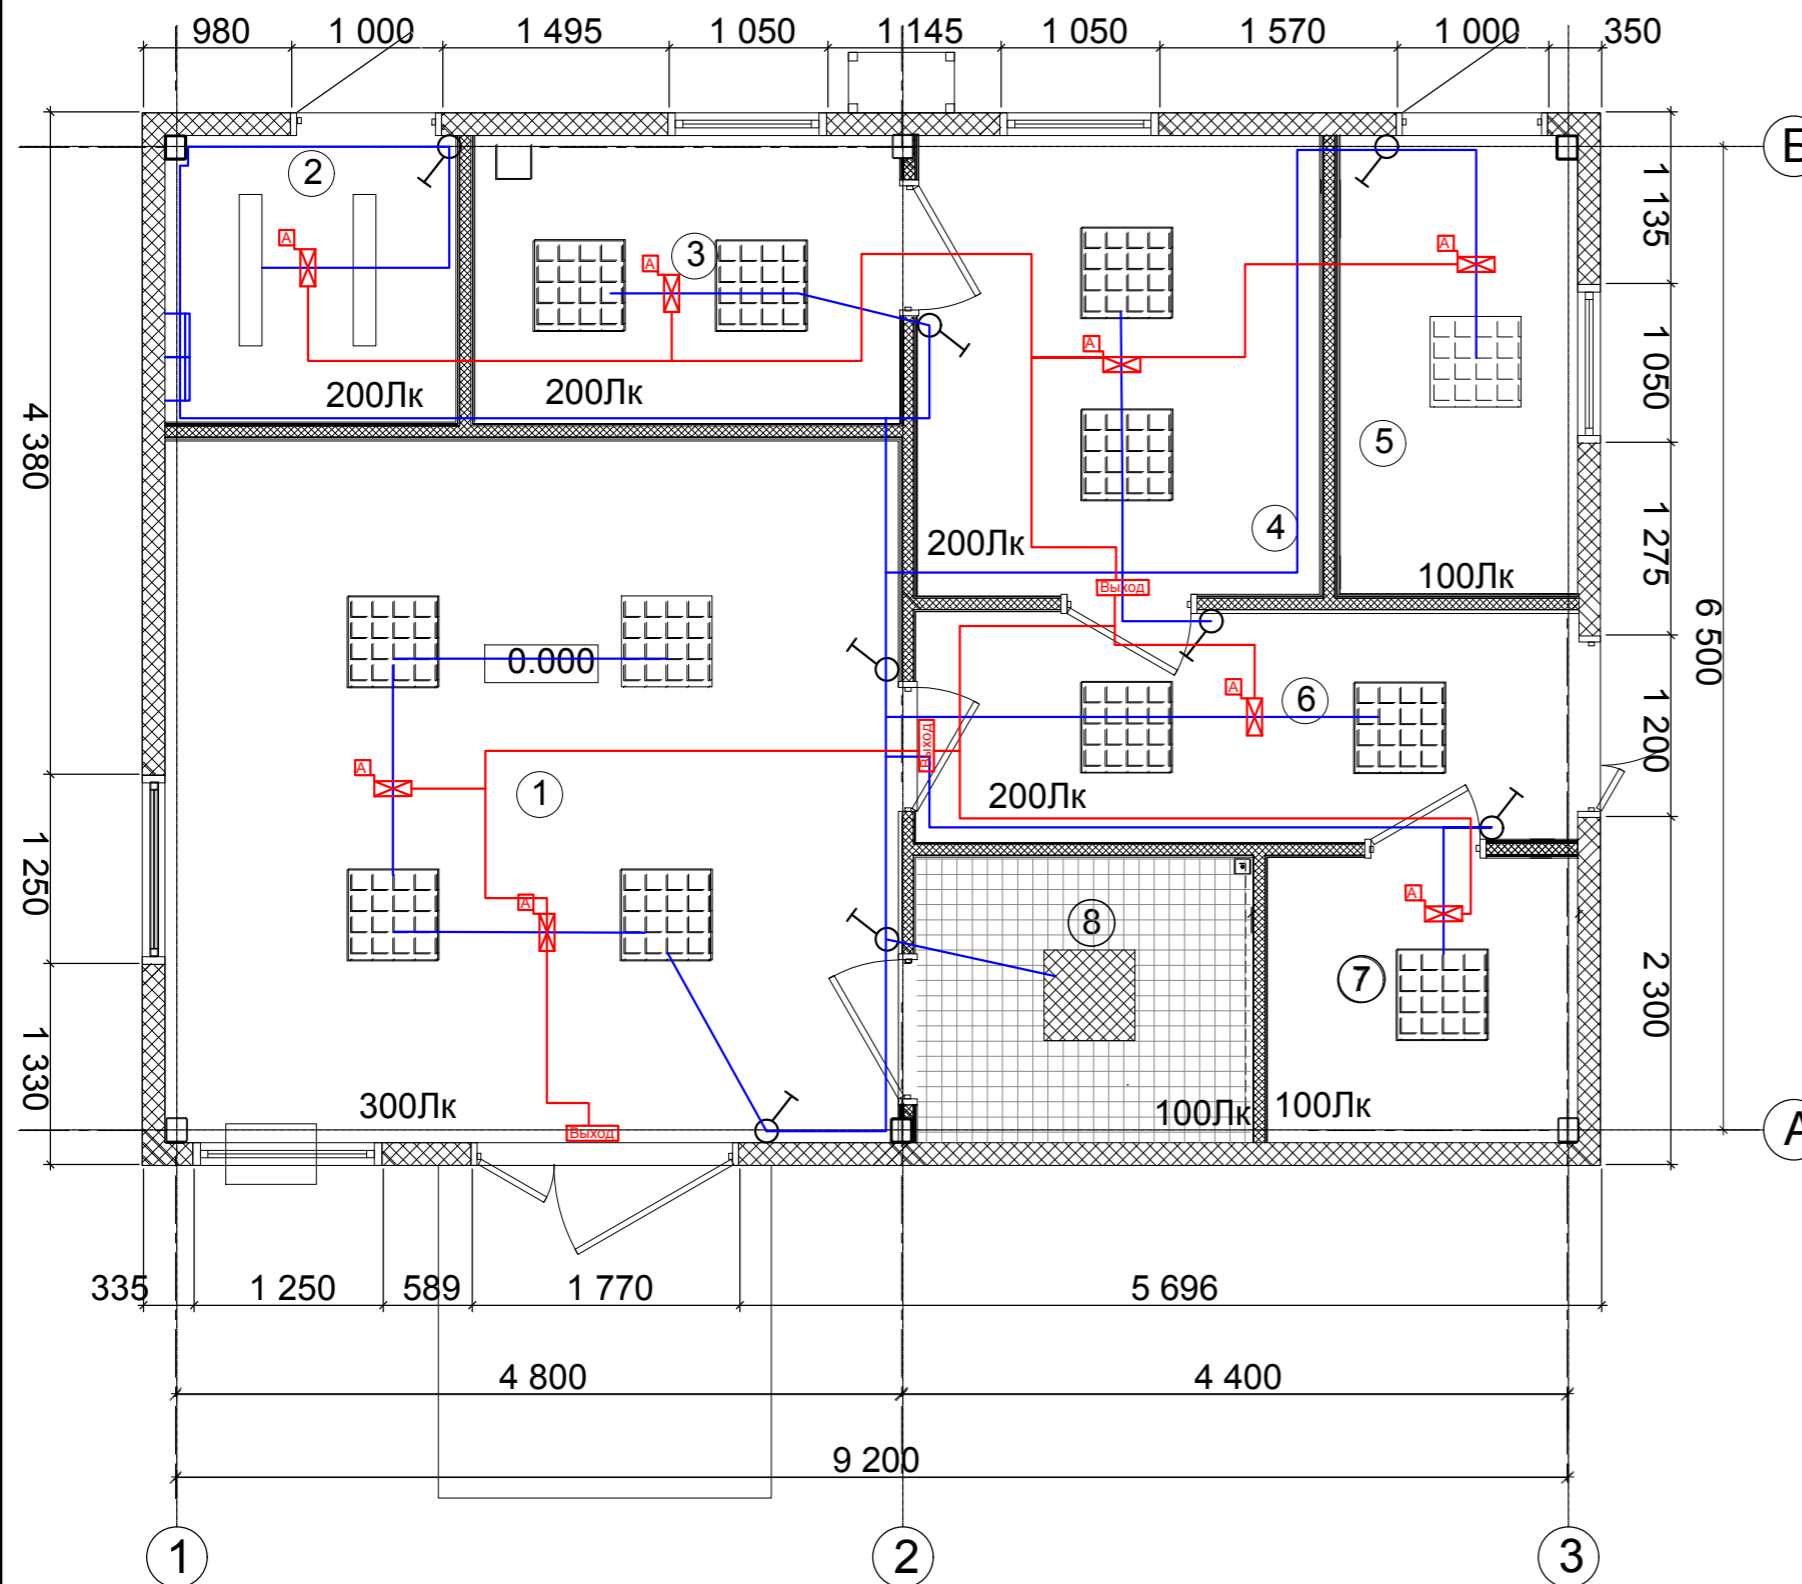 980 1 000 1 495 1 050 1 145 1 050 1 570 1 000 350
В
2
3
А
А
А
А
1 135
200Лк
200Лк
5
1 050
4 380
4
200Лк
100Лк
1 275
Выход
6 500
0.000
А
6
Выход
1 200
А
1
200Лк
1 250
А
А
8
7
2 300
1 330
300Лк
100Лк
100Лк
Выход
А
335 1 250 589 1 770 5 696
4 800 4 400
9 200
1 2 3